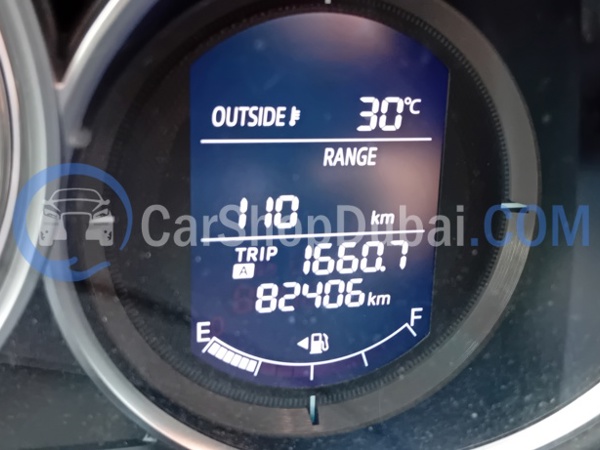 OUTSIDE 30°C
RANGE
110 km
CarShopDubai.COM
TRIP A 1660.7
82406 km
E F